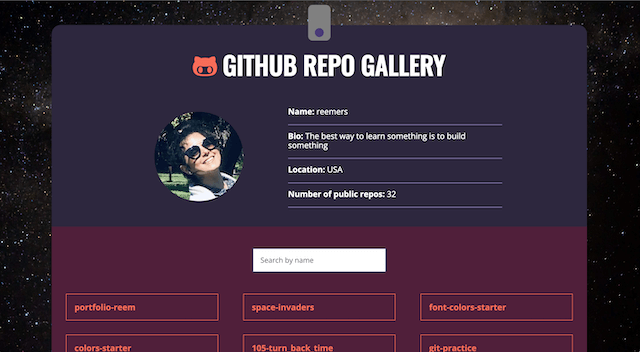 GITHUB REPO GALLERY
Name: reemers
Bio: The best way to learn something is to build
something
Location: USA
Number of public repos: 32
Search by name
portfolio-reem
space-invaders
font-colors-starter
colors-starter
105-turn_back_time
git-practice